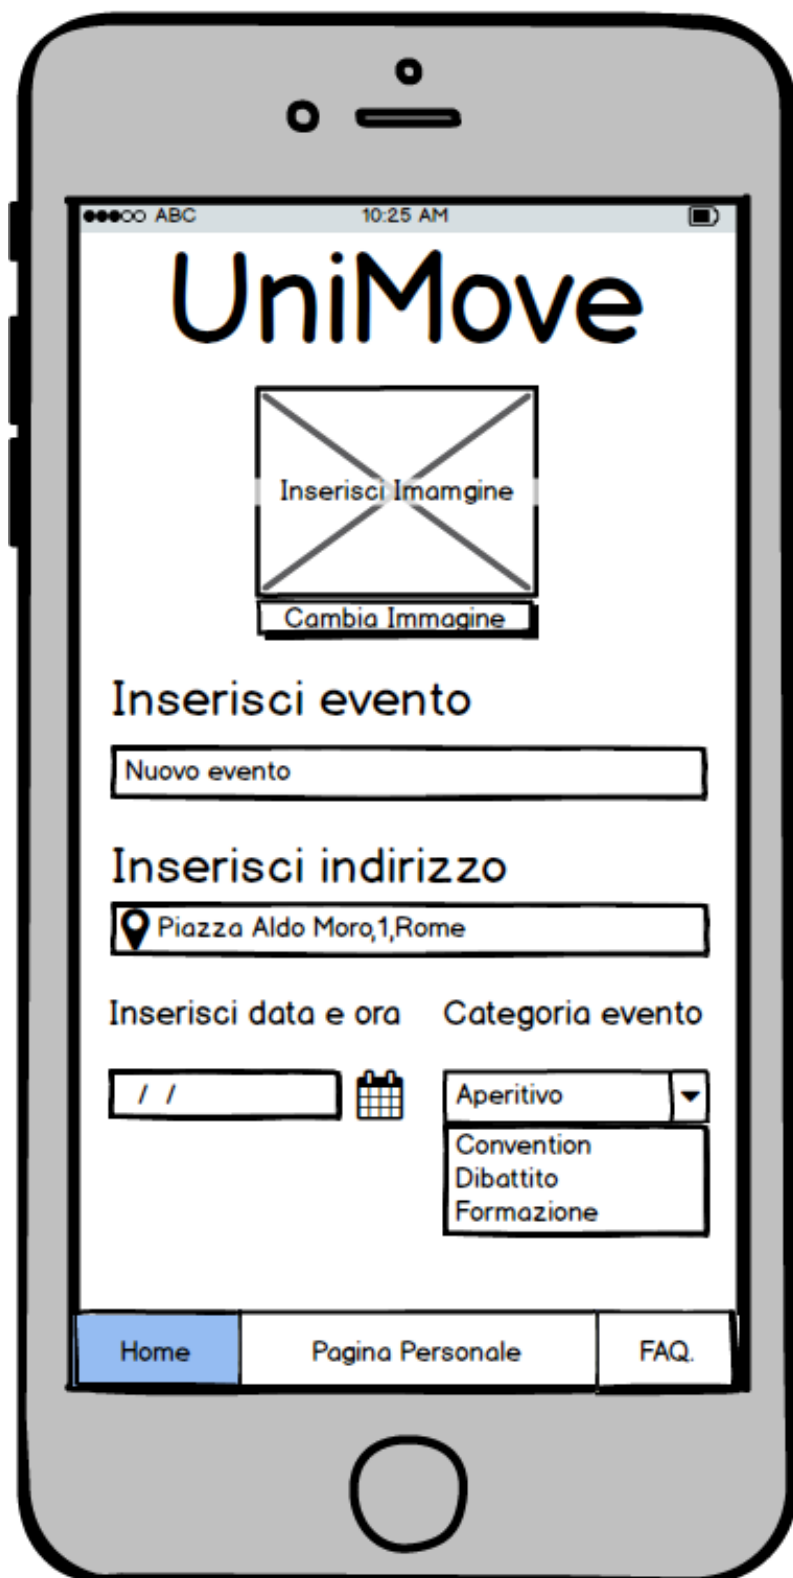 ABC 10:25 AM
UniMove
Inserisci Imamgine
Cambia Immagine
Inserisci evento
Nuovo evento
Inserisci indirizzo
Piazza Aldo Moro,1,Rome
Inserisci data e ora Categoria evento
/ / Aperitivo
Convention
Dibattito
Formazione
Home Pagina Personale FAQ.